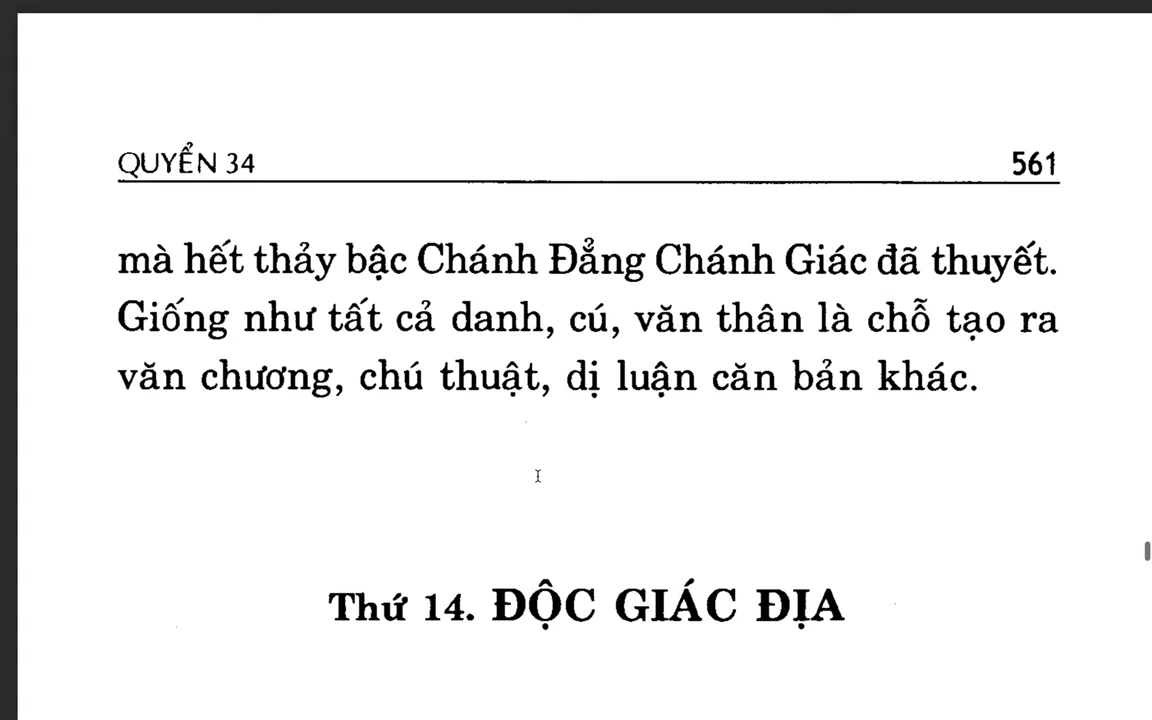 QUYỂN 34 561
mà hết thảy bậc Chánh Đẳng Chánh Giác đã thuyết.
Giống như tất cả danh, cú, văn thân là chỗ tạo ra
văn chương, chú thuật, dị luận căn bản khác.
Thứ 14. ĐỘC GIÁC ĐỊA